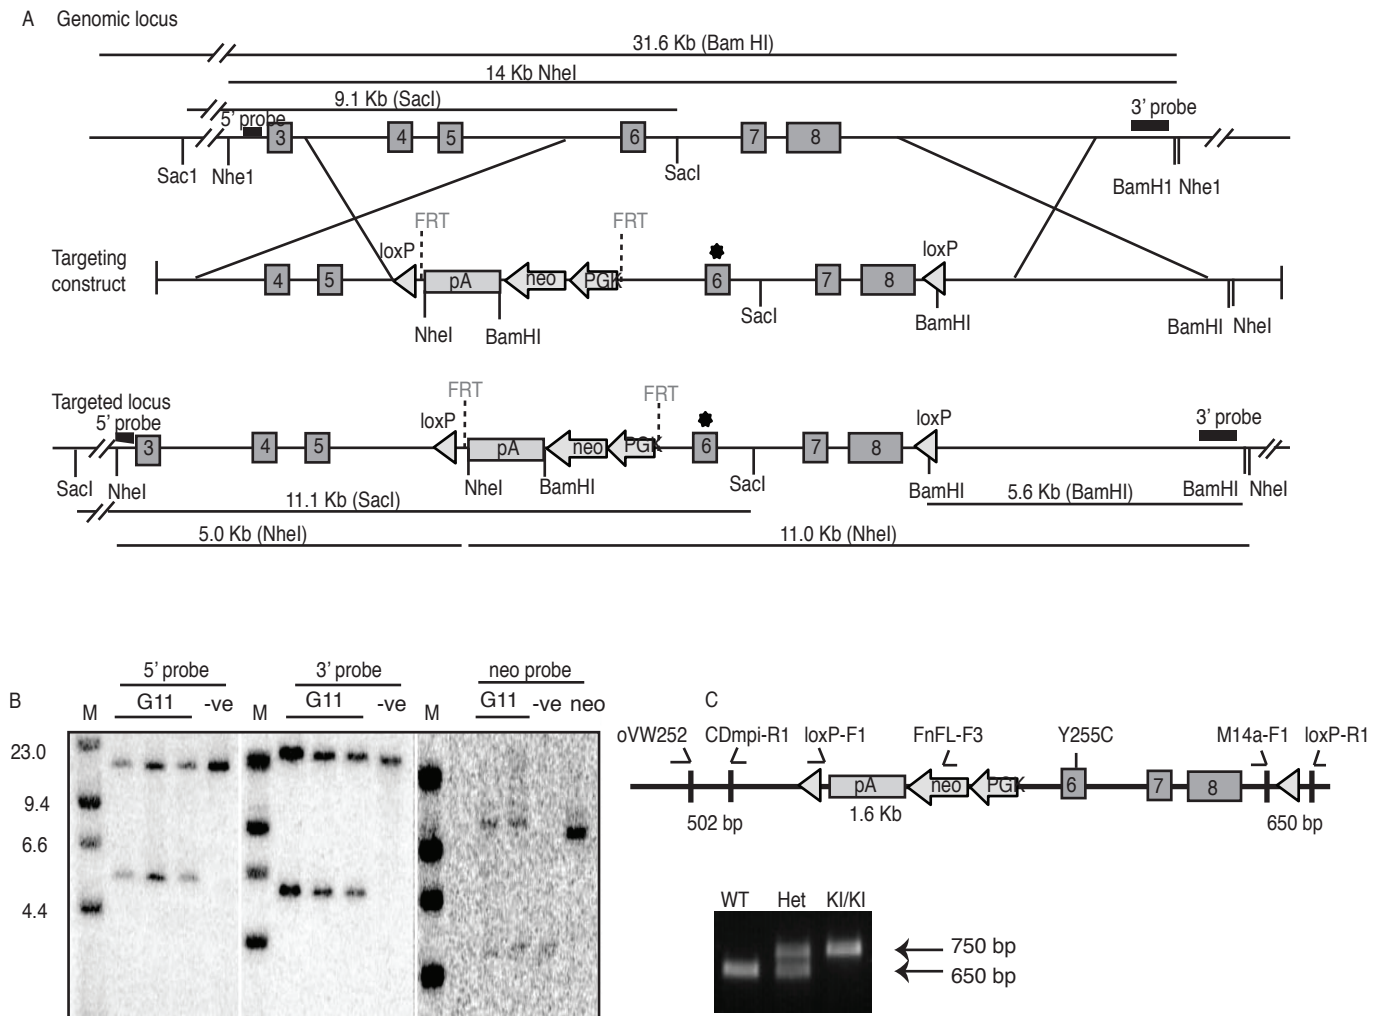 A Genomic locus
31.6 Kb (Bam HI)
14 Kb NheI
9.1 Kb (SacI)
5’ probe
3’ probe
3 4 5 6 7 8
Sac1 Nhe1 SacI BamH1 Nhe1
FRT FRT
Targeting
construct
loxP loxP
4 5 pA neo PGK 6 7 8
NheI BamHI SacI BamHI BamHI NheI
FRT FRT
Targeted locus
5’ probe loxP loxP 3’ probe
3 4 5 pA neo PGK 6 7 8
SacI NheI NheI BamHI SacI BamHI BamHI NheI
11.1 Kb (SacI) 5.6 Kb (BamHI)
5.0 Kb (NheI) 11.0 Kb (NheI)
B
5’ probe 3’ probe neo probe
M G11 -ve M G11 -ve M G11 -ve neo
23.0
9.4
6.6
4.4
C
oVW252 CDmpi-R1 loxP-F1 FnFL-F3 Y255C M14a-F1 loxP-R1
pA neo PGK 6 7 8
502 bp 1.6 Kb 650 bp
WT Het KI/KI
750 bp
650 bp